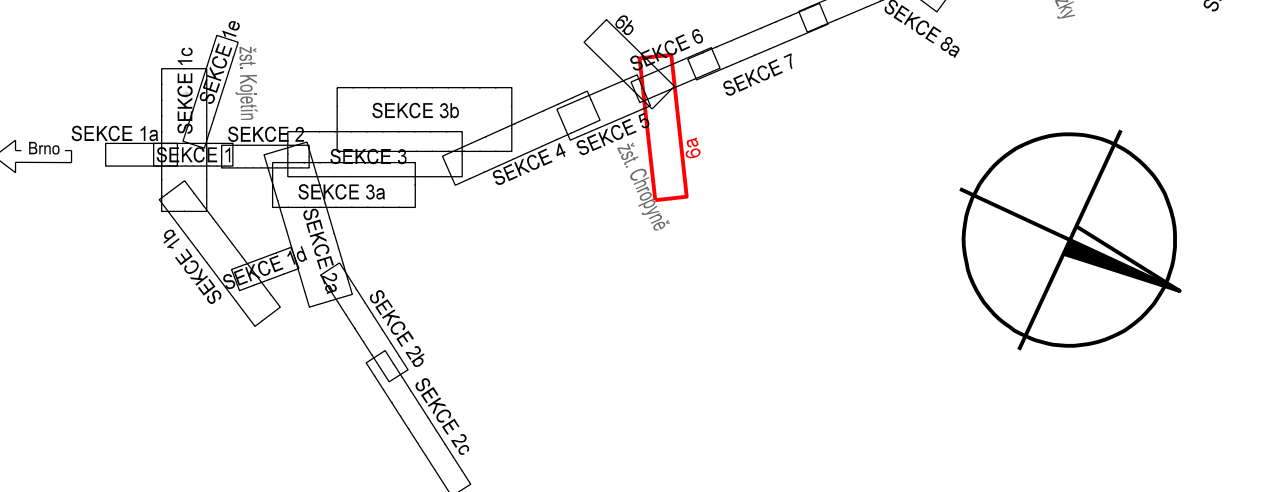 6b
SEKCE 6
SEKCE 8a
SEKCE 7
SEKCE 1c
SEKCE 1e
žst. Kojetín
SEKCE 3b
SEKCE 1a
SEKCE 2
Brno
SEKCE 1
SEKCE 3
SEKCE 3a
SEKCE 4
SEKCE 5
žst. Chropyně
6a
SEKCE 1b
SEKCE 1d
SEKCE 2a
SEKCE 2b
SEKCE 2c